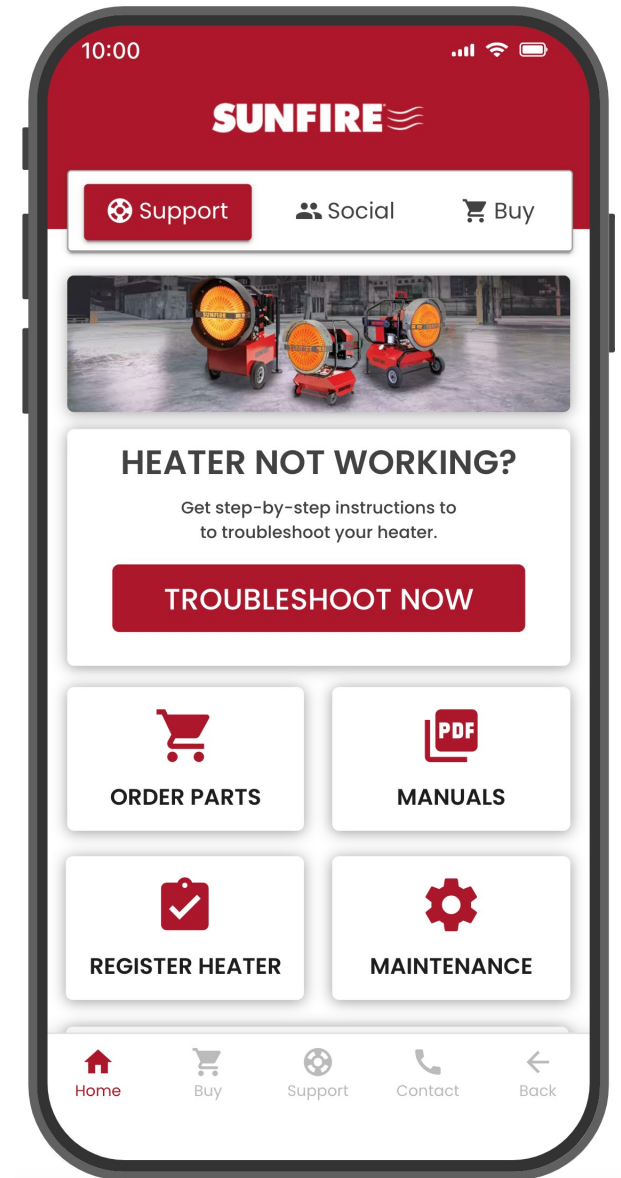 10:00
SUNFIRE
Support
Social
Buy
SUNFIRE
HEATER NOT WORKING?
Get step-by-step instructions to
to troubleshoot your heater.
TROUBLESHOOT NOW
PDF
ORDER PARTS
MANUALS
REGISTER HEATER
MAINTENANCE
Home
Buy
Support
Contact
Back